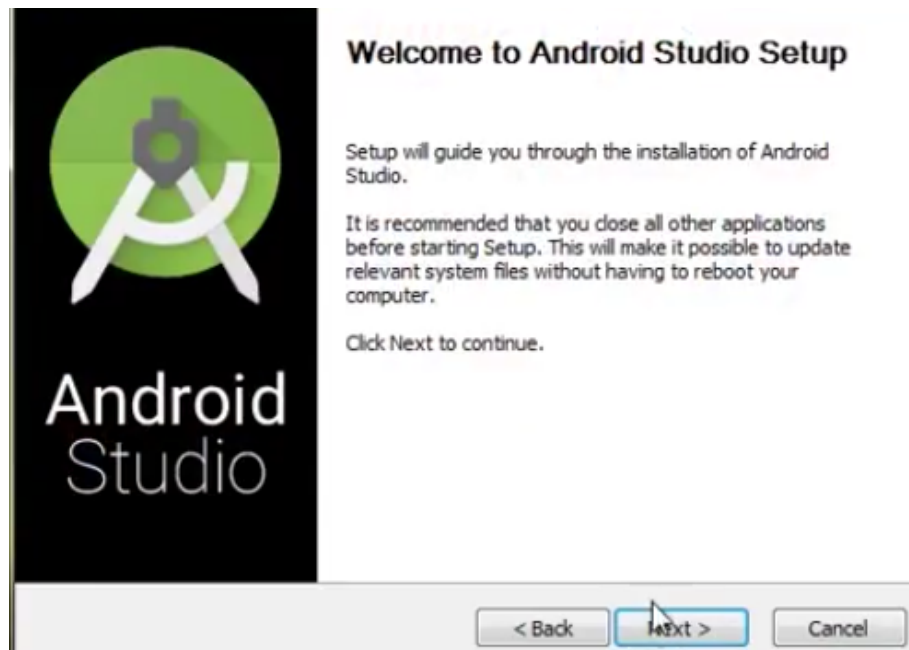 Welcome to Android Studio Setup
Setup will guide you through the installation of Android
Studio.
It is recommended that you close all other applications
before starting Setup. This will make it possible to update
relevant system files without having to reboot your
computer.
Click Next to continue.
Android
Studio
< Back
Next >
Cancel